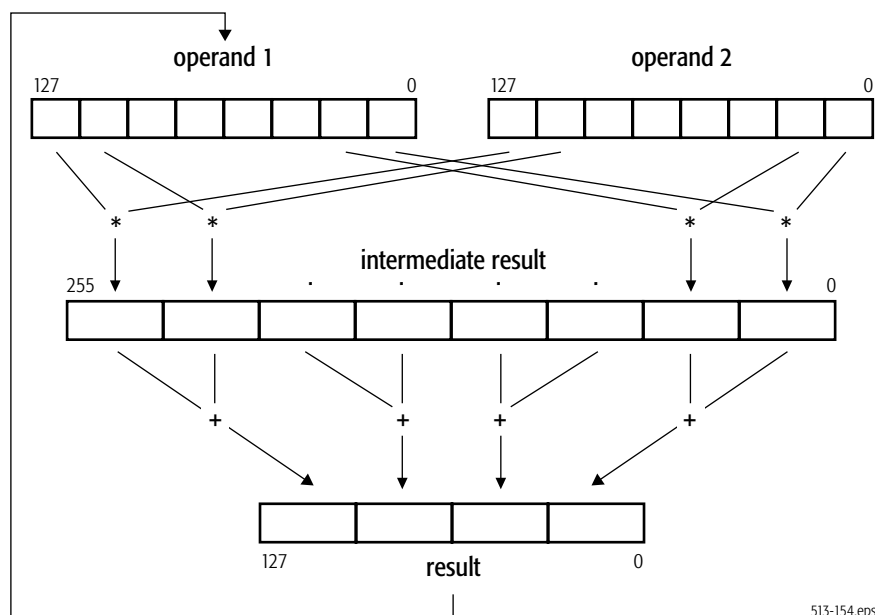 operand 1 operand 2
127 0 127 0
* * * *
intermediate result
255 . . . . 0
+ + + +
127 result 0
513-154.eps